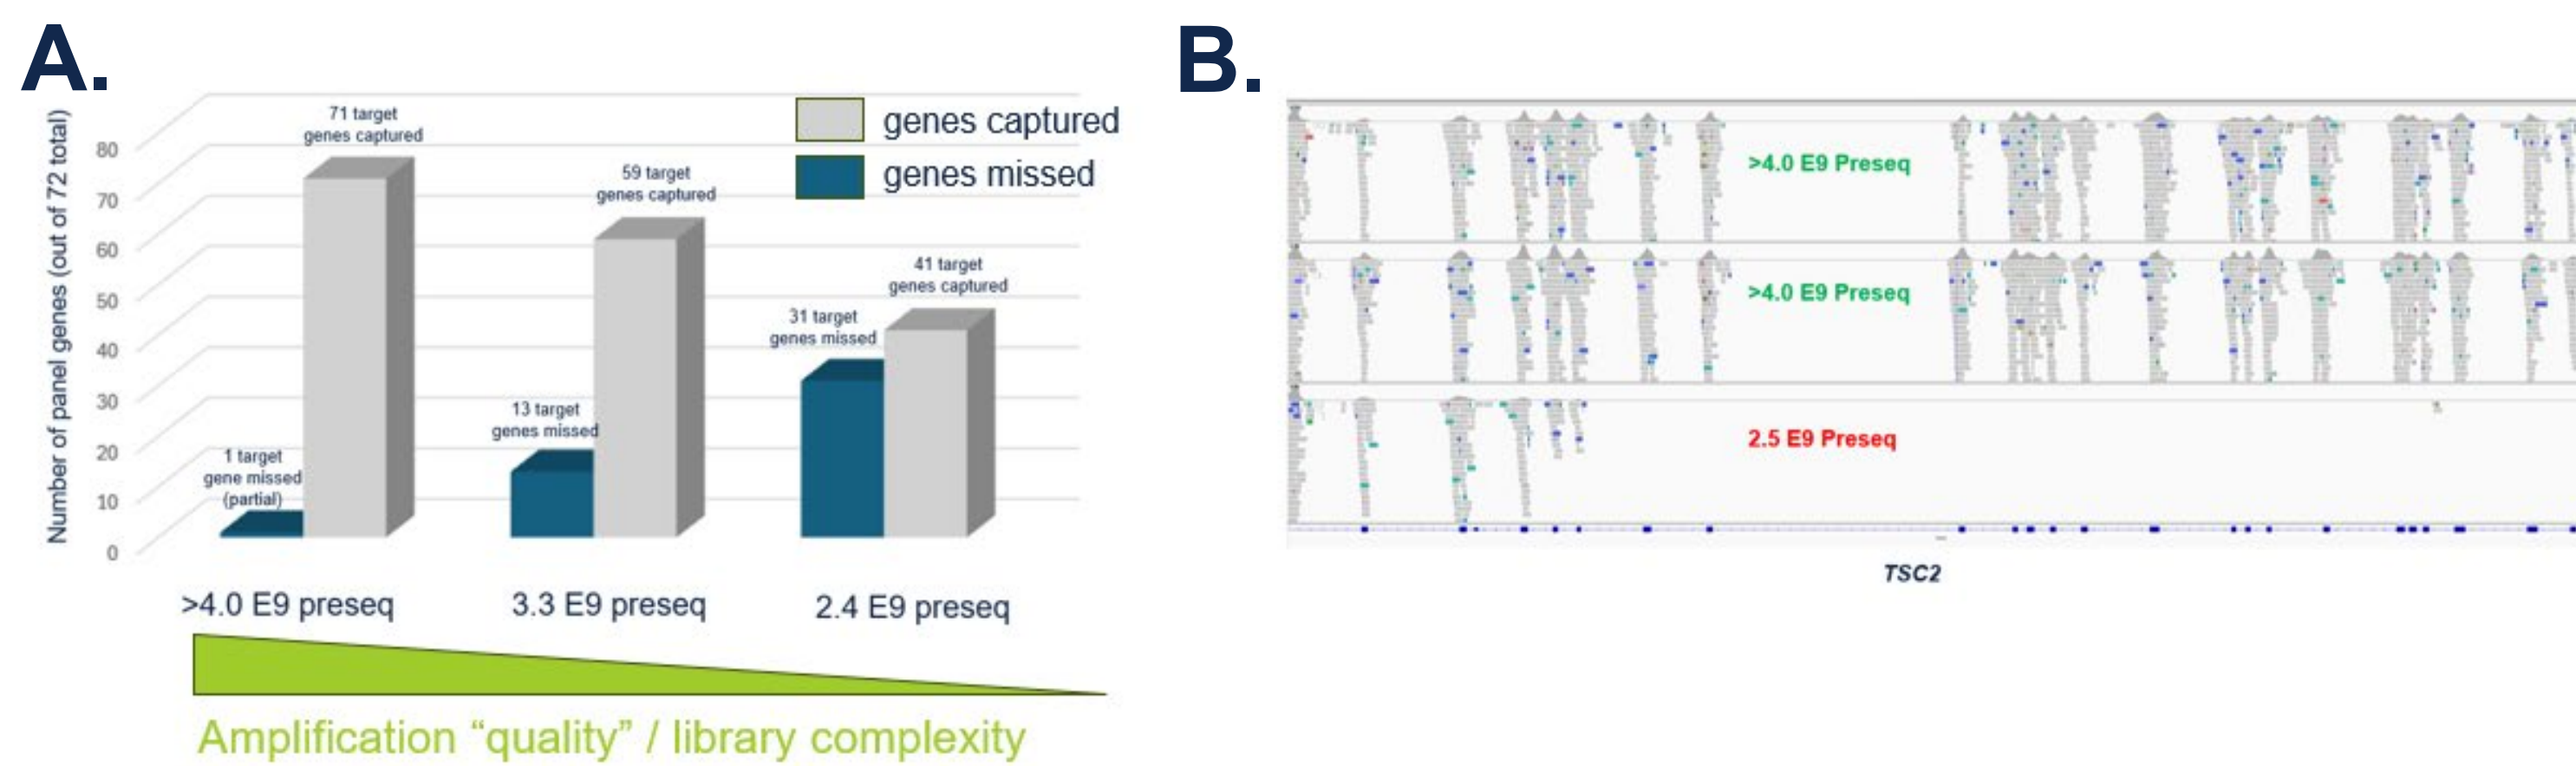 A.
Number of panel genes (out of 72 total)
80
70
60
50
40
30
20
10
0
71 target
genes captured
59 target
genes captured
41 target
genes captured
31 target
genes missed
13 target
genes missed
1 target
gene missed
(partial)
genes captured
genes missed
>4.0 E9 preseq
3.3 E9 preseq
2.4 E9 preseq
Amplification “quality” / library complexity
B.
>4.0 E9 Preseq
>4.0 E9 Preseq
2.5 E9 Preseq
TSC2